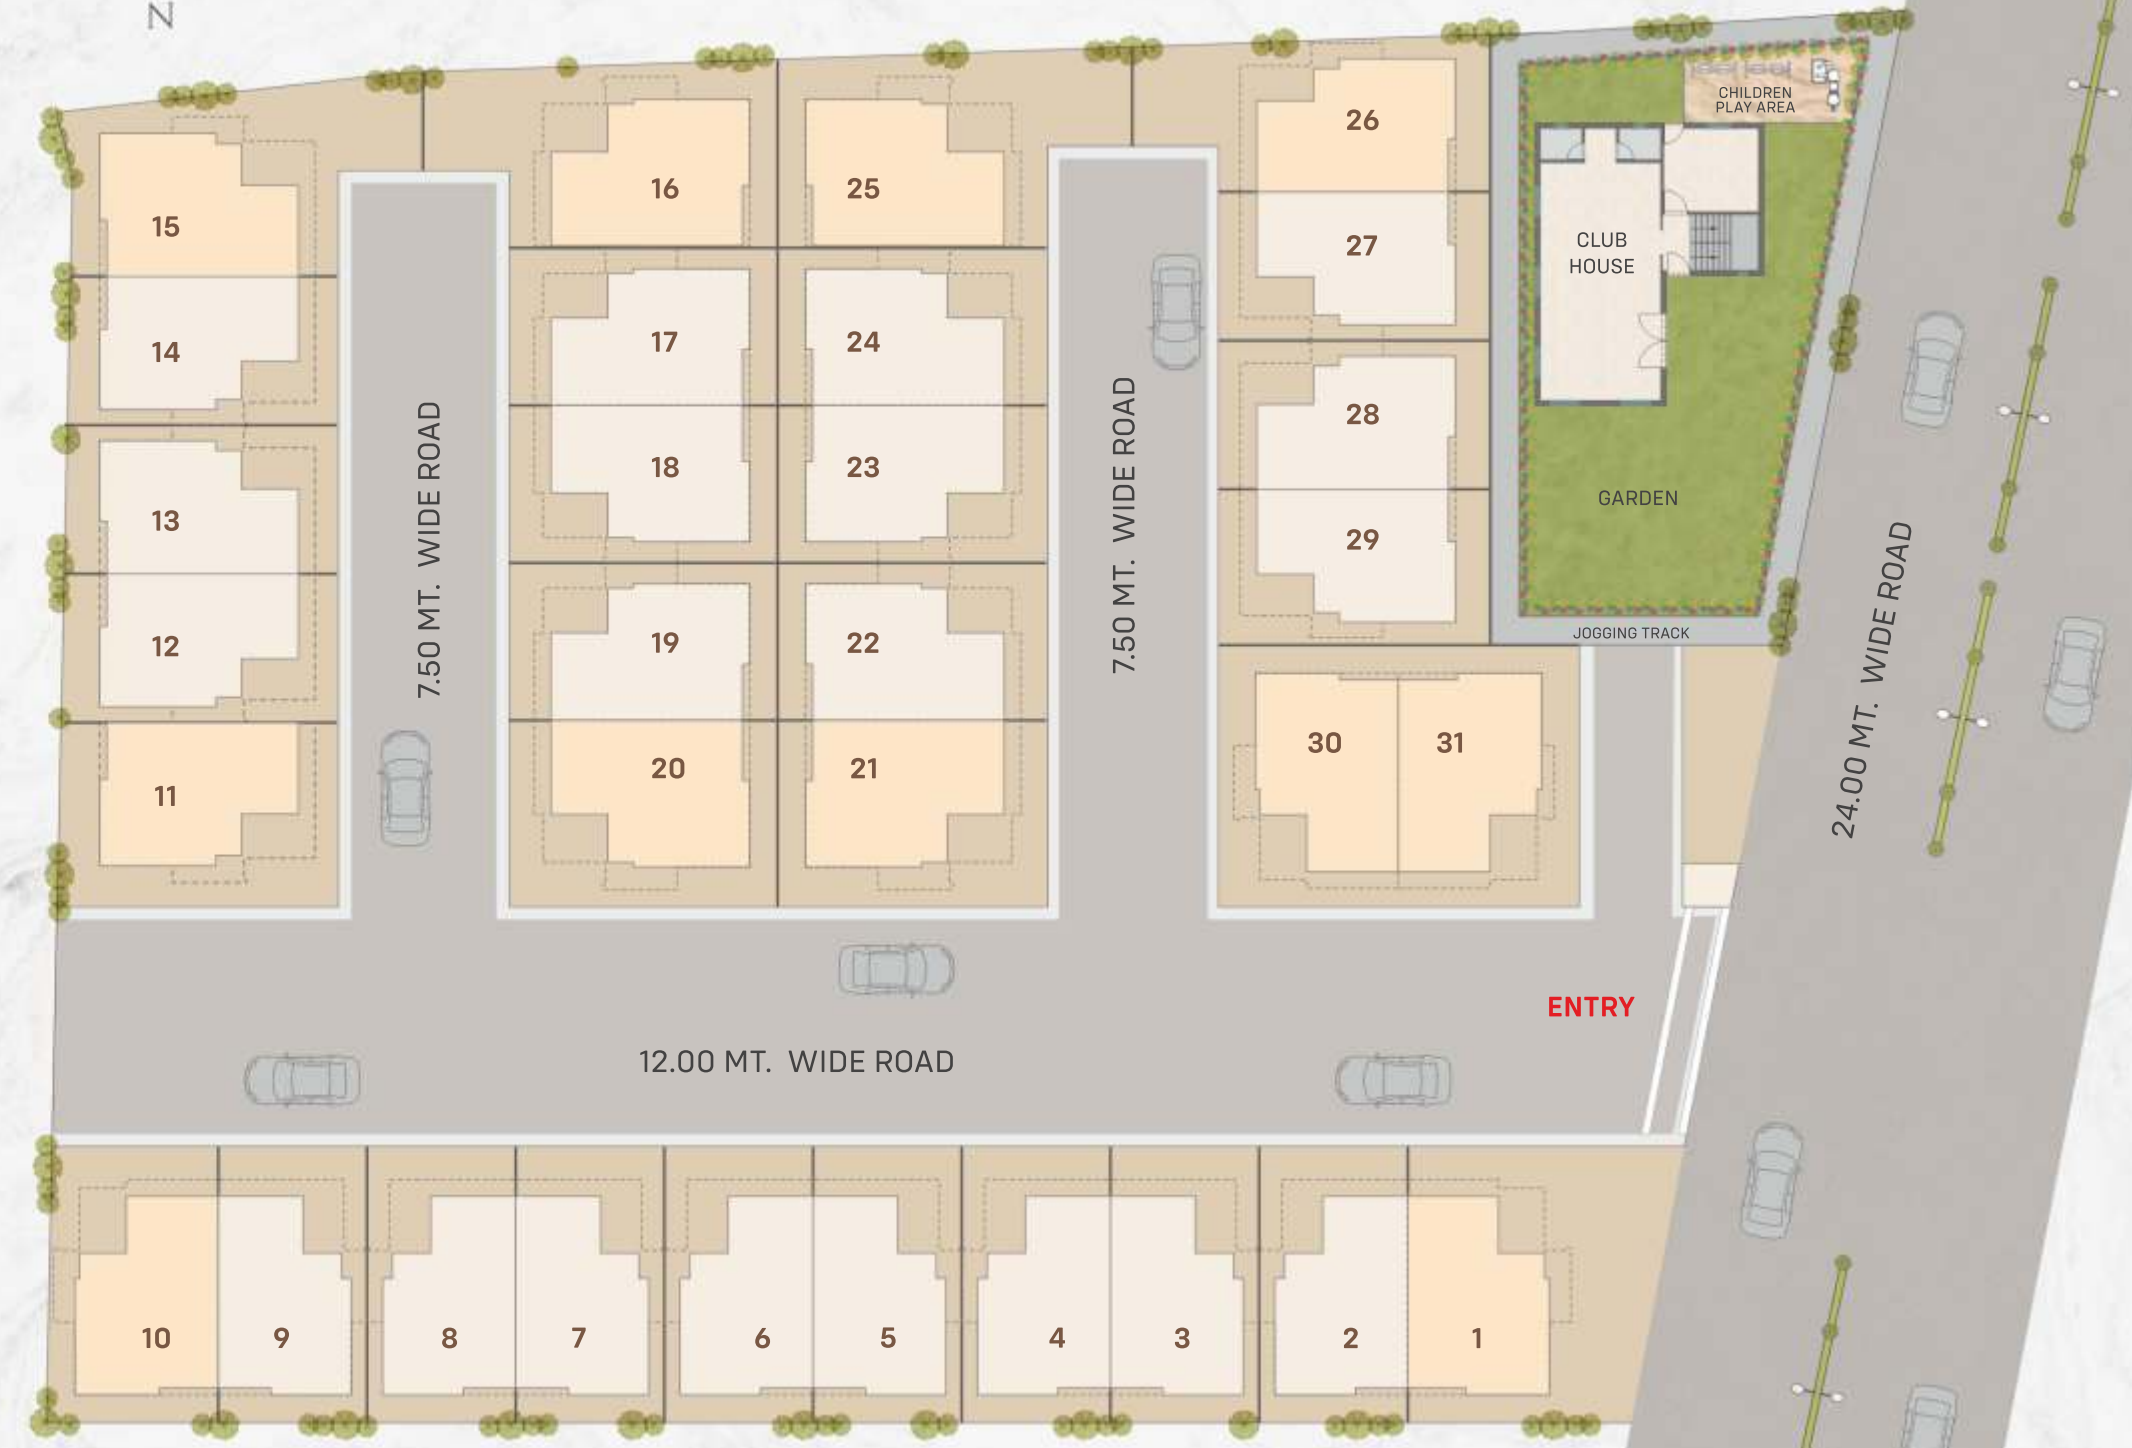 N
CHILDREN
PLAY AREA
26
16
25
15
CLUB
HOUSE
27
17
24
14
28
18
23
GARDEN
13
29
7.50 MT. WIDE ROAD
7.50 MT. WIDE ROAD
JOGGING TRACK
12
19
22
24.00 MT. WIDE ROAD
30
31
20
21
11
ENTRY
12.00 MT. WIDE ROAD
10
9
8
7
6
5
4
3
2
1